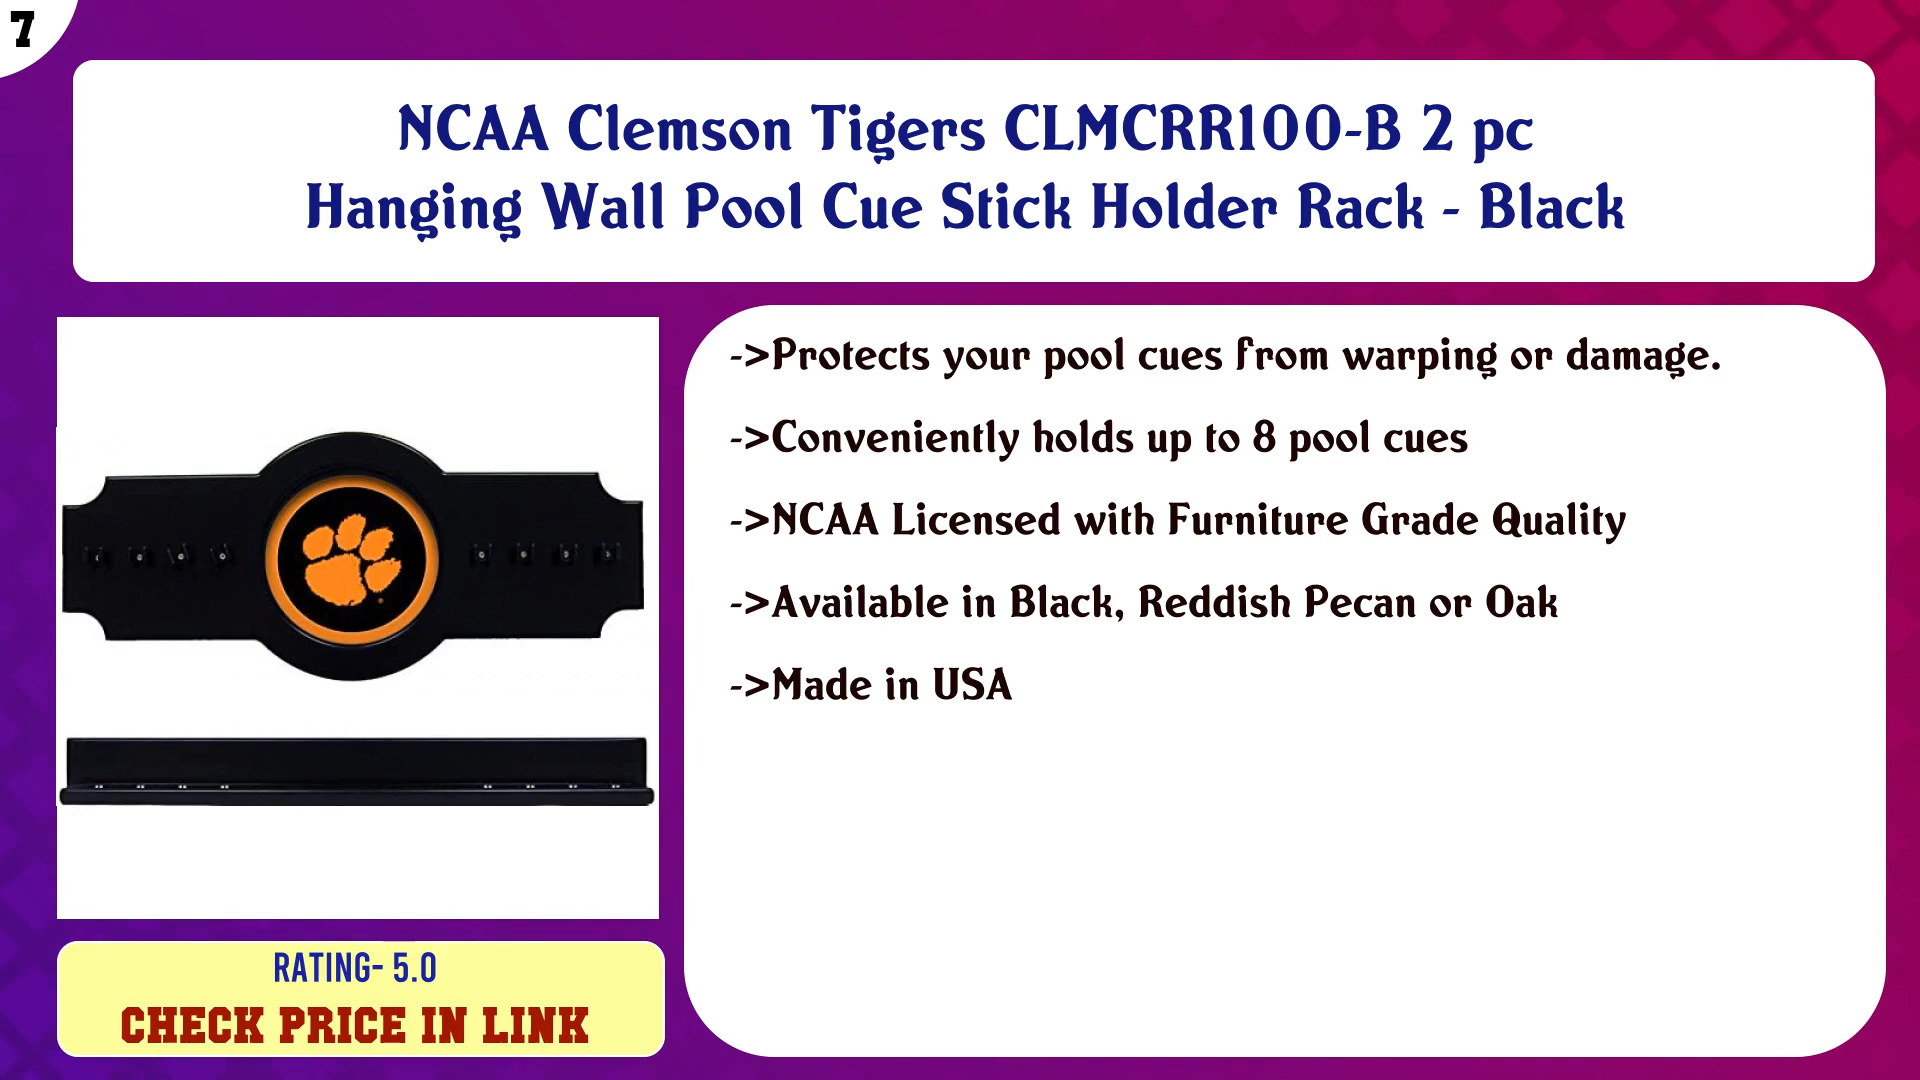 7
NCAA Clemson Tigers CLMCRR100-B 2 pc
Hanging Wall Pool Cue Stick Holder Rack - Black
->Protects your pool cues from warping or damage.
->Conveniently holds up to 8 pool cues
->NCAA Licensed with Furniture Grade Quality
->Available in Black, Reddish Pecan or Oak
->Made in USA
RATING- 5.0
CHECK PRICE IN LINK